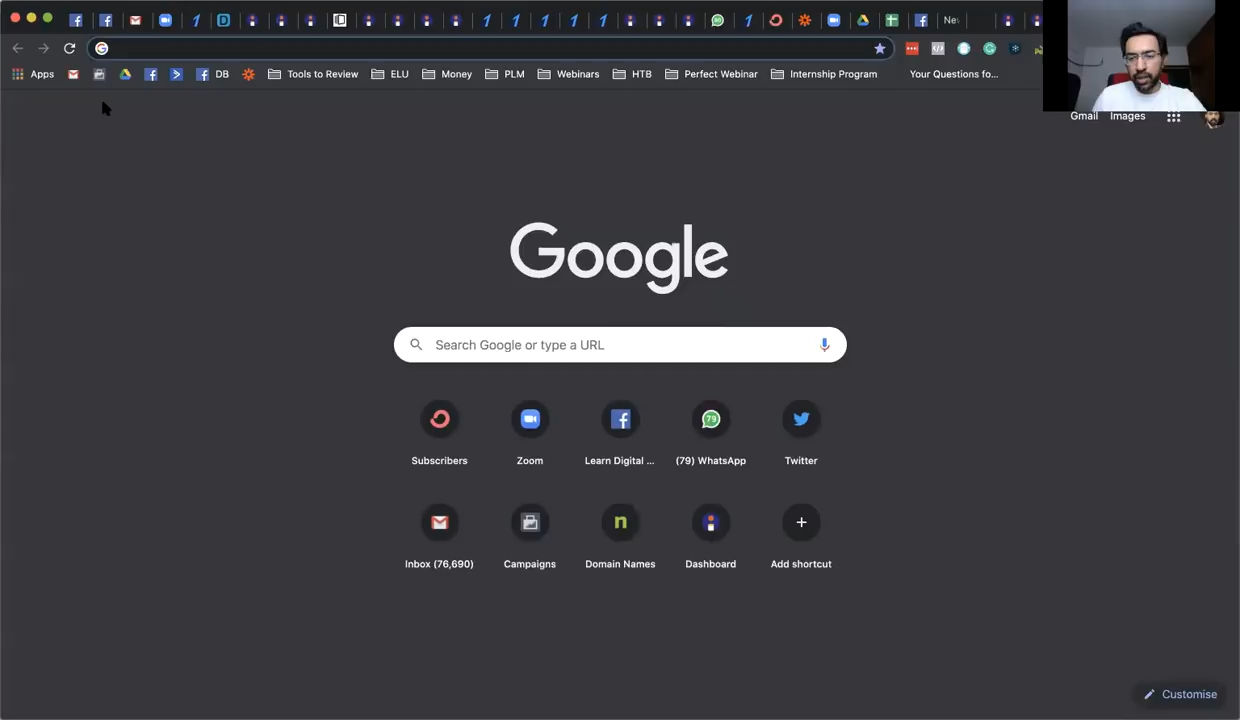 Nev
Apps
DB
Tools to Review
ELU
Money
PLM
Webinars
HTB
Perfect Webinar
Internship Program
Your Questions fo...
Gmail
Images
Google
Search Google or type a URL
Subscribers
Zoom
Learn Digital ...
(79) WhatsApp
Twitter
Inbox (76,690)
Campaigns
Domain Names
Dashboard
Add shortcut
Customise